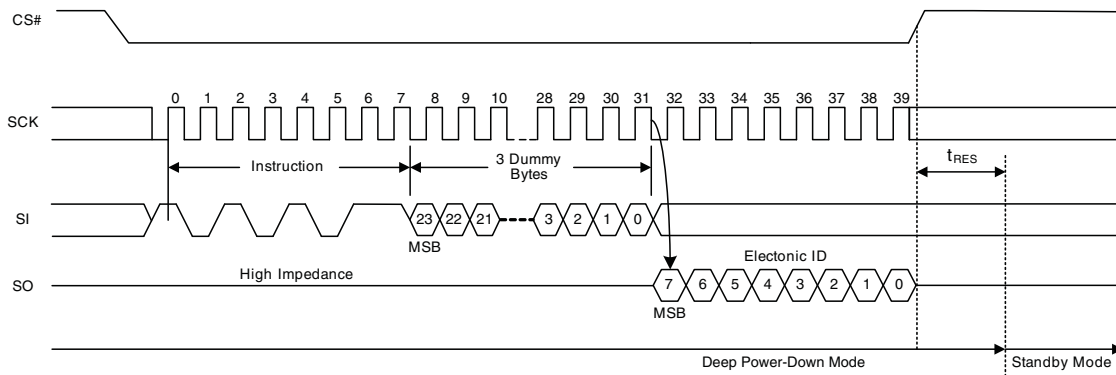 CS#
0 1 2 3 4 5 6 7 8 9 10 28 29 30 31 32 33 34 35 36 37 38 39
SCK
Instruction
3 Dummy
Bytes
tRES
SI
23 22 21 3 2 1 0
MSB
High Impedance
Electonic ID
SO
7 6 5 4 3 2 1 0
MSB
Deep Power-Down Mode
Standby Mode